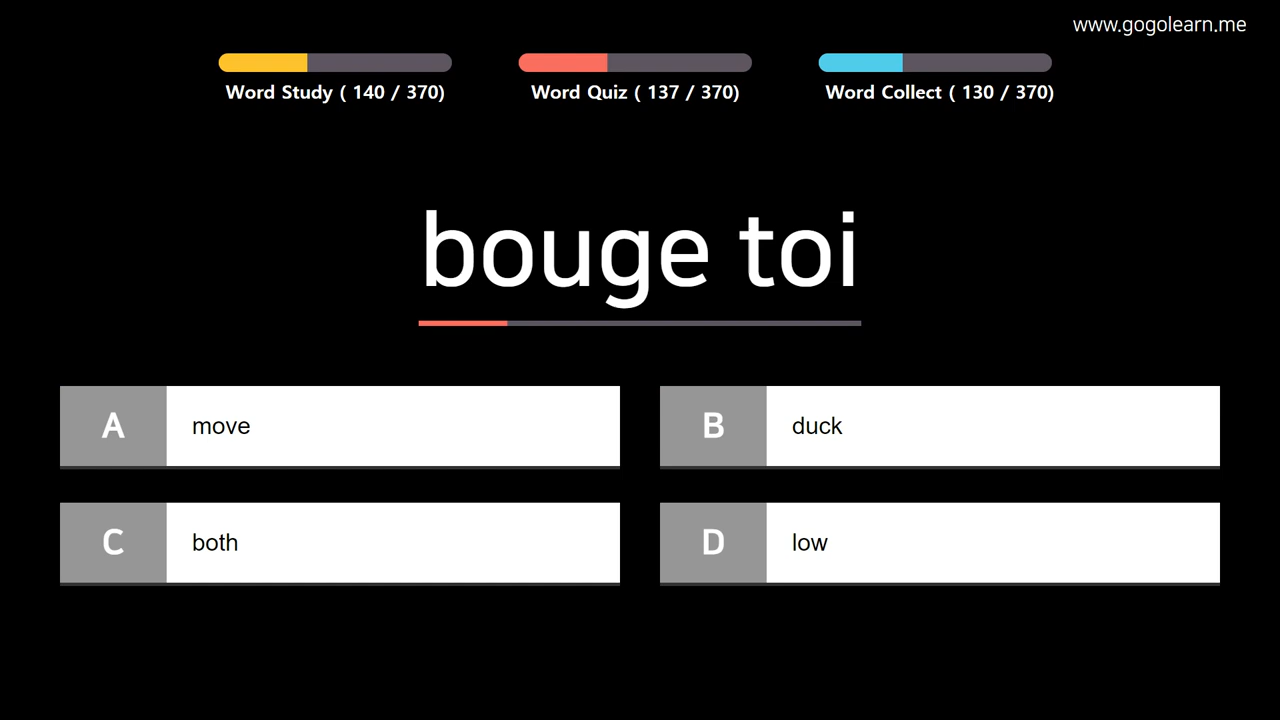 www.gogolearn.me
Word Study ( 140 / 370)
Word Quiz ( 137 / 370)
Word Collect ( 130 / 370)
bouge toi
A move
B duck
C both
D low